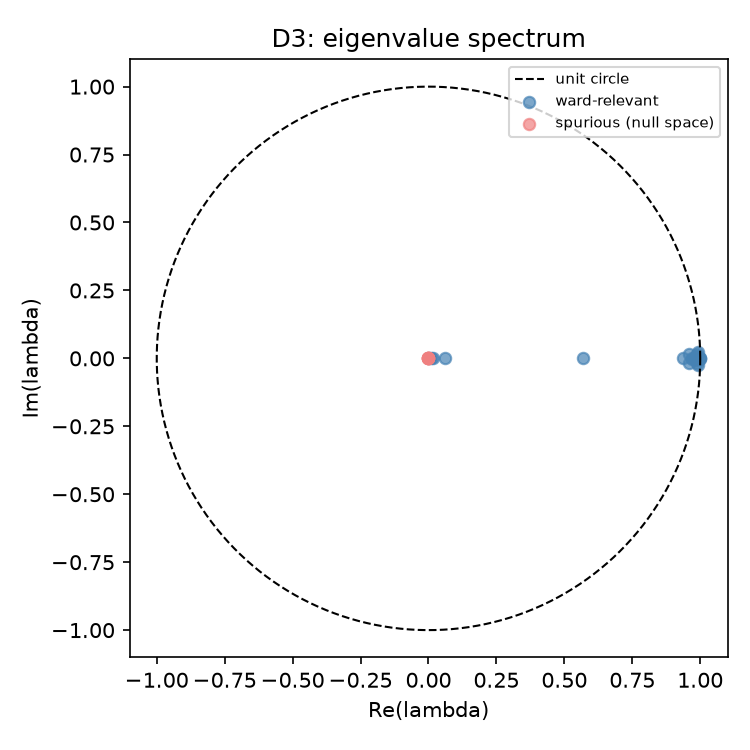 D3: eigenvalue spectrum
unit circle
ward-relevant
spurious (null space)
1.00
0.75
0.50
0.25
0.00
−0.25
−0.50
−0.75
−1.00
Im(lambda)
−1.00 −0.75 −0.50 −0.25 0.00 0.25 0.50 0.75 1.00
Re(lambda)